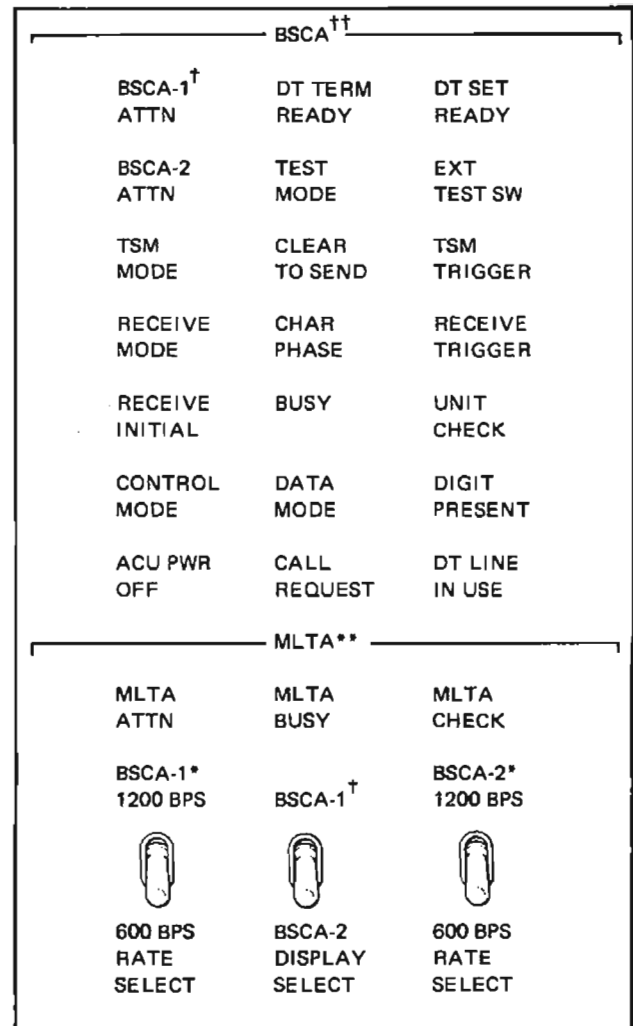 BSCA††
BSCA-1† DT TERM DT SET
ATTN READY READY
BSCA-2 TEST EXT
ATTN MODE TEST SW
TSM CLEAR TSM
MODE TO SEND TRIGGER
RECEIVE CHAR RECEIVE
MODE PHASE TRIGGER
RECEIVE BUSY UNIT
INITIAL CHECK
CONTROL DATA DIGIT
MODE MODE PRESENT
ACU PWR CALL DT LINE
OFF REQUEST IN USE
MLTA**
MLTA MLTA MLTA
ATTN BUSY CHECK
BSCA-1* BSCA-2*
1200 BPS BSCA-1† 1200 BPS
600 BPS BSCA-2 600 BPS
RATE DISPLAY RATE
SELECT SELECT SELECT